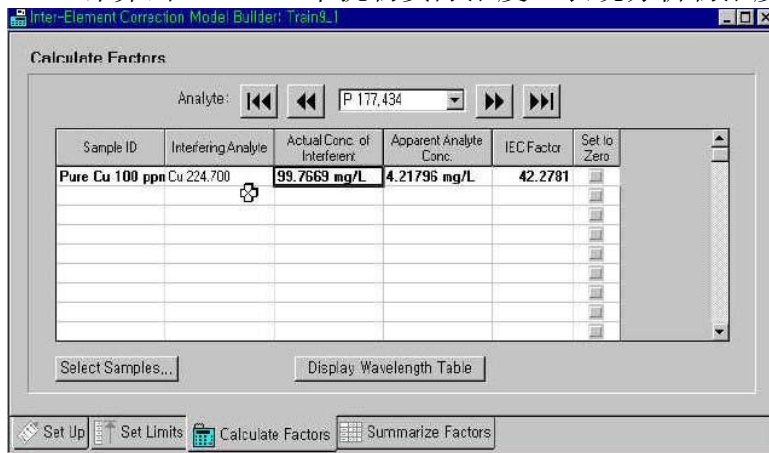 Inter-Element Correction Model Builder: Train9_1
Calculate Factors
Analyte: P 177,434
Sample ID Interfering Analyte Actual Conc. of Interferent Apparent Analyte Conc. IEC Factor Set to Zero
Pure Cu 100 ppm Cu 224.700 99.7669 mg/L 4.21796 mg/L 42.2781
Select Samples... Display Wavelength Table
Set Up Set Limits Calculate Factors Summarize Factors